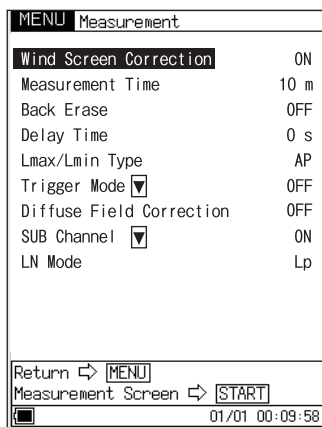 MENU Measurement
Wind Screen Correction ON
Measurement Time 10 m
Back Erase OFF
Delay Time 0 s
Lmax/Lmin Type AP
Trigger Mode ▼ OFF
Diffuse Field Correction OFF
SUB Channel ▼ ON
LN Mode Lp
Return ⇨ MENU
Measurement Screen ⇨ START
01/01 00:09:58